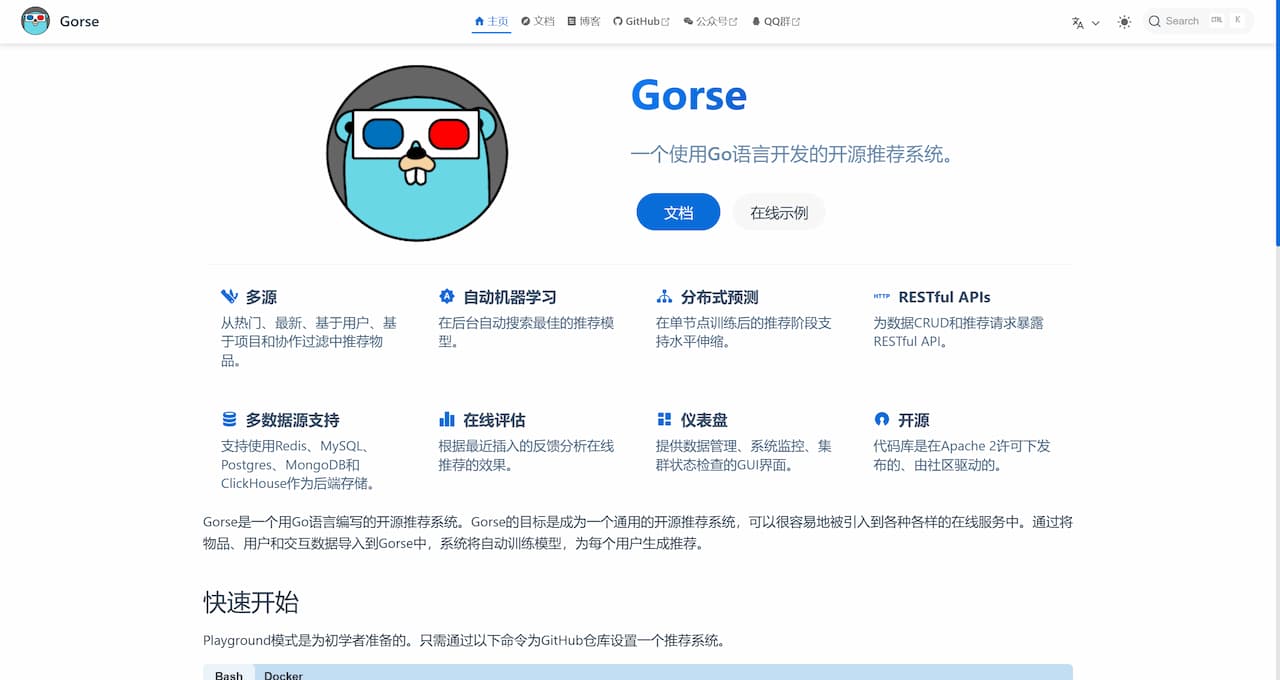 Gorse
主页 文档 博客 GitHub 公众号 QQ群
Search CTRL K
Gorse
一个使用Go语言开发的开源推荐系统。
文档 在线示例
多源
从热门、最新、基于用户、基
于项目和协作过滤中推荐物
品。
自动机器学习
在后台自动搜索最佳的推荐模
型。
分布式预测
在单节点训练后的推荐阶段支
持水平伸缩。
HTTP RESTful APIs
为数据CRUD和推荐请求暴露
RESTful API。
多数据源支持
支持使用Redis、MySQL、
Postgres、MongoDB和
ClickHouse作为后端存储。
在线评估
根据最近插入的反馈分析在线
推荐的效果。
仪表盘
提供数据管理、系统监控、集
群状态检查的GUI界面。
开源
代码库是在Apache 2许可下发
布的、由社区驱动的。
Gorse是一个用Go语言编写的开源推荐系统。Gorse的目标是成为一个通用的开源推荐系统，可以很容易地被引入到各种各样的在线服务中。通过将
物品、用户和交互数据导入到Gorse中，系统将自动训练模型，为每个用户生成推荐。
快速开始
Playground模式是为初学者准备的。只需通过以下命令为GitHub仓库设置一个推荐系统。
Bash Docker